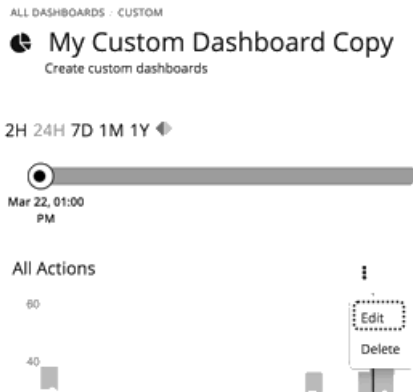 ALL DASHBOARDS · CUSTOM
My Custom Dashboard Copy
Create custom dashboards
2H 24H 7D 1M 1Y
Mar 22, 01:00
PM
All Actions
60
Edit
Delete
40